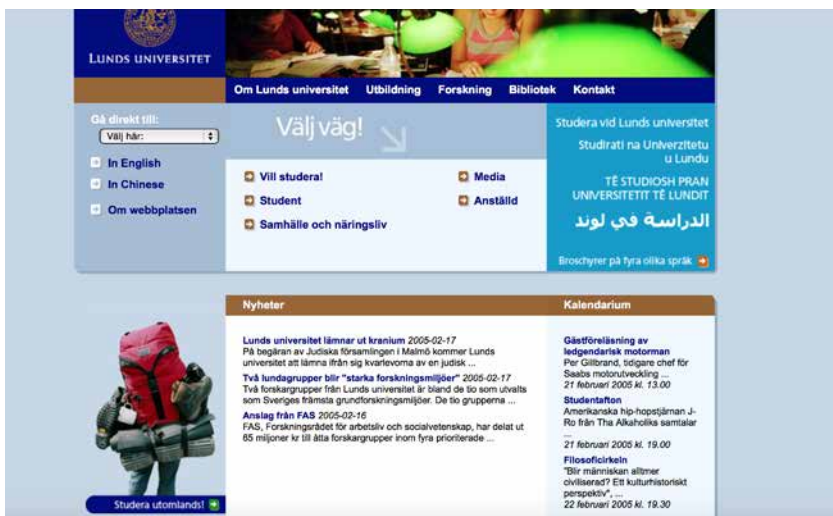 LUNDS UNIVERSITET
Om Lunds universitet Utbildning Forskning Bibliotek Kontakt
Gå direkt till:
Välj här:
In English
In Chinese
Om webbplatsen
Välj väg!
Vill studera!
Student
Samhälle och näringsliv
Media
Anställd
Studera vid Lunds universitet
Studirati na Univerzitetu
u Lundu
TË STUDIOSH PRAN
UNIVERSITETIT TË LUNDIT
الدراسة في لوند
Broschyrer på fyra olika språk
Studera utomlands!
Nyheter
Lunds universitet lämnar ut kranium 2005-02-17
På begäran av Judiska församlingen i Malmö kommer Lunds
universitet att lämna ifrån sig kvarlevorna av en judisk ...
Två lundagrupper blir "starka forskningsmiljöer" 2005-02-17
Två forskargrupper från Lunds universitet är bland de tio som utvalts
som Sveriges främsta grundforskningsmiljöer. De tio grupperna ...
Anslag från FAS 2005-02-16
FAS, Forskningsrådet för arbetsliv och socialvetenskap, har delat ut
65 miljoner kr till åtta forskargrupper inom fyra prioriterade ...
Kalendarium
Gästföreläsning av
legendarisk motorman
Per Gillbrand, tidigare chef för
Saabs motorutveckling ...
21 februari 2005 kl. 13.00
Studentafton
Amerikanska hip-hopstjärnan J-
Ro från Tha Alkaholiks samtalar
...
21 februari 2005 kl. 19.00
Filosoficirkeln
"Blir människan alltmer
civiliserad? Ett kulturhistoriskt
perspektiv", ...
22 februari 2005 kl. 19.30